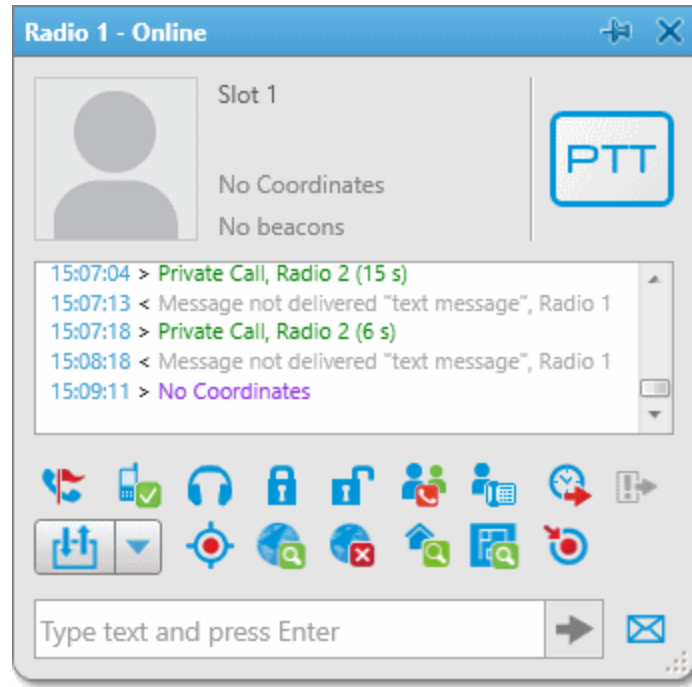 Radio 1 - Online
Slot 1
PTT
No Coordinates
No beacons
15:07:04 > Private Call, Radio 2 (15 s)
15:07:13 < Message not delivered "text message", Radio 1
15:07:18 > Private Call, Radio 2 (6 s)
15:08:18 < Message not delivered "text message", Radio 1
15:09:11 > No Coordinates
Type text and press Enter